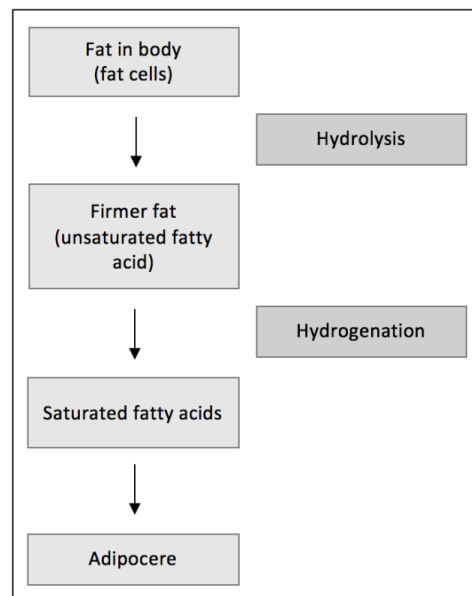 Fat in body
(fat cells)
Hydrolysis
Firmer fat
(unsaturated fatty
acid)
Hydrogenation
Saturated fatty acids
Adipocere